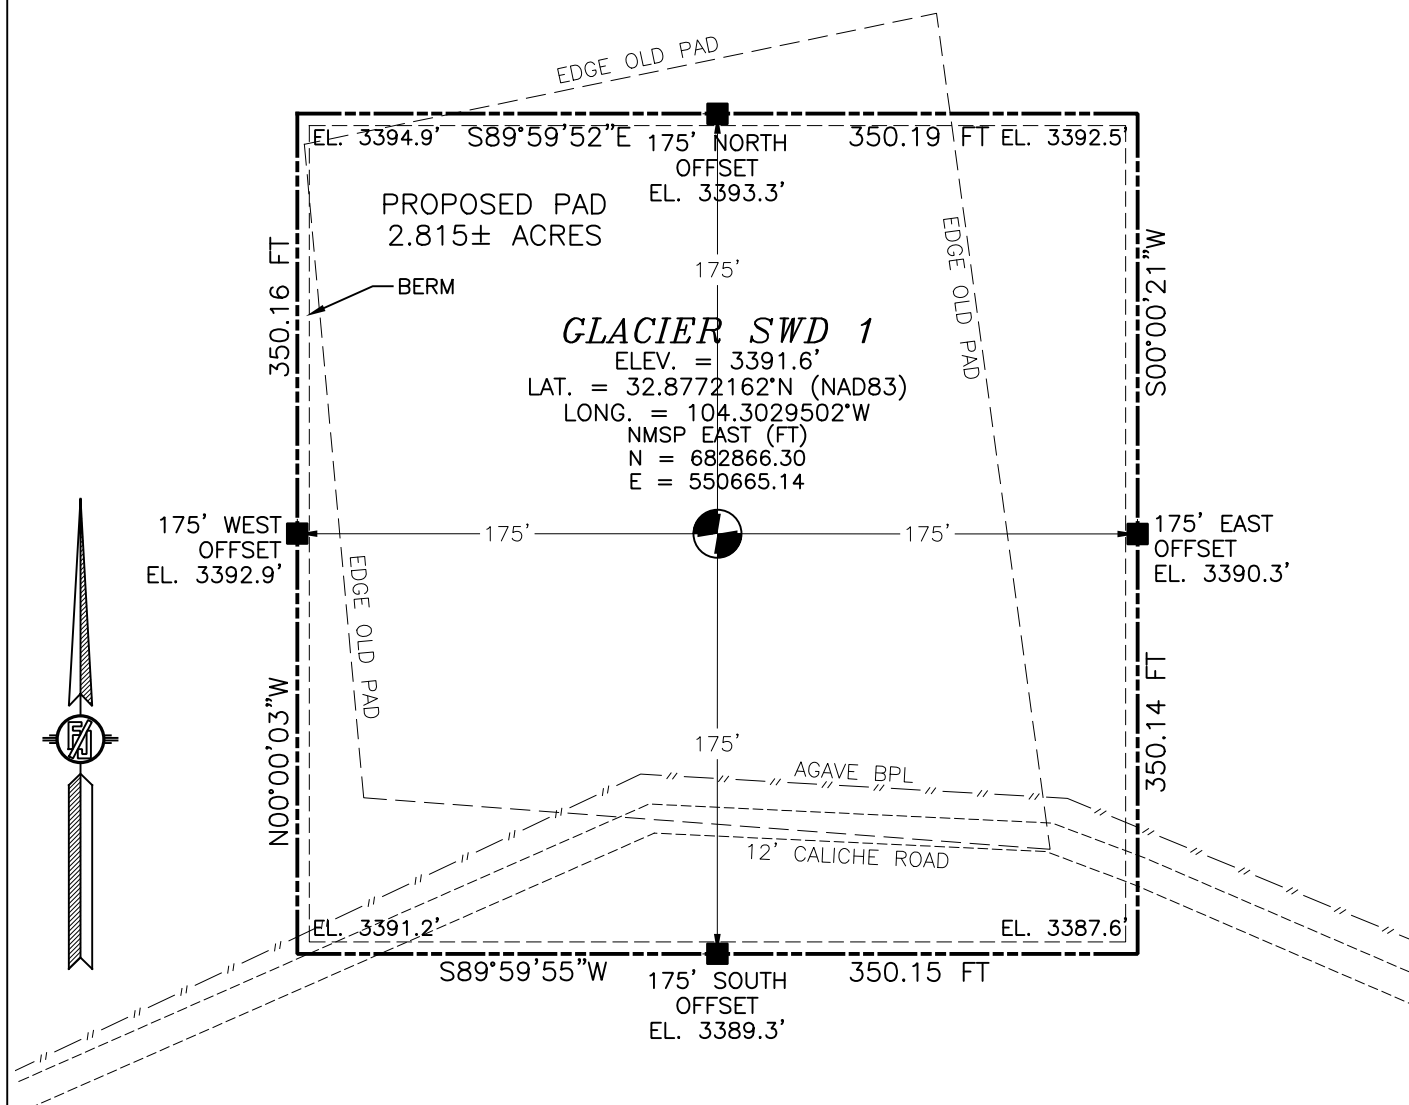 EDGE OLD PAD
EL. 3394.9'
S89°59'52"E
175' NORTH
OFFSET
EL. 3393.3'
350.19 FT
EL. 3392.5'
PROPOSED PAD
2.815± ACRES
BERM
350.16 FT
175'
EDGE OLD PAD
S00°00'21"W
GLACIER SWD 1
ELEV. = 3391.6'
LAT. = 32.8772162°N (NAD83)
LONG. = 104.3029502°W
NMSP EAST (FT)
N = 682866.30
E = 550665.14
175' WEST
OFFSET
EL. 3392.9'
175'
175'
175' EAST
OFFSET
EL. 3390.3'
EDGE OLD PAD
N00°00'03"W
175'
350.14 FT
AGAVE BPL
12' CALICHE ROAD
EL. 3391.2'
EL. 3387.6'
S89°59'55"W
175' SOUTH
OFFSET
EL. 3389.3'
350.15 FT